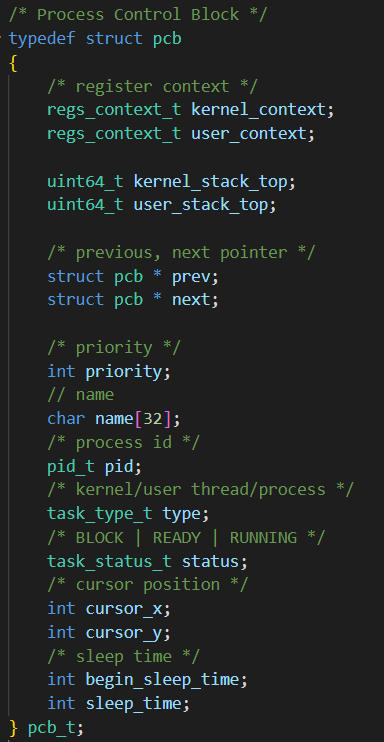 /* Process Control Block */
typedef struct pcb
{
    /* register context */
    regs_context_t kernel_context;
    regs_context_t user_context;

    uint64_t kernel_stack_top;
    uint64_t user_stack_top;

    /* previous, next pointer */
    struct pcb * prev;
    struct pcb * next;

    /* priority */
    int priority;
    // name
    char name[32];
    /* process id */
    pid_t pid;
    /* kernel/user thread/process */
    task_type_t type;
    /* BLOCK | READY | RUNNING */
    task_status_t status;
    /* cursor position */
    int cursor_x;
    int cursor_y;
    /* sleep time */
    int begin_sleep_time;
    int sleep_time;
} pcb_t;